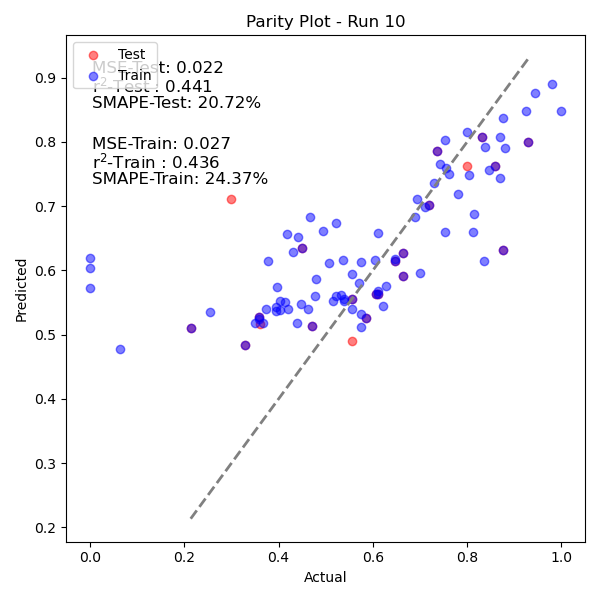 Parity Plot - Run 10
Test
Train
MSE-Test: 0.022
r²-Test : 0.441
SMAPE-Test: 20.72%
MSE-Train: 0.027
r²-Train : 0.436
SMAPE-Train: 24.37%
Predicted
0.9
0.8
0.7
0.6
0.5
0.4
0.3
0.2
0.0 0.2 0.4 0.6 0.8 1.0
Actual